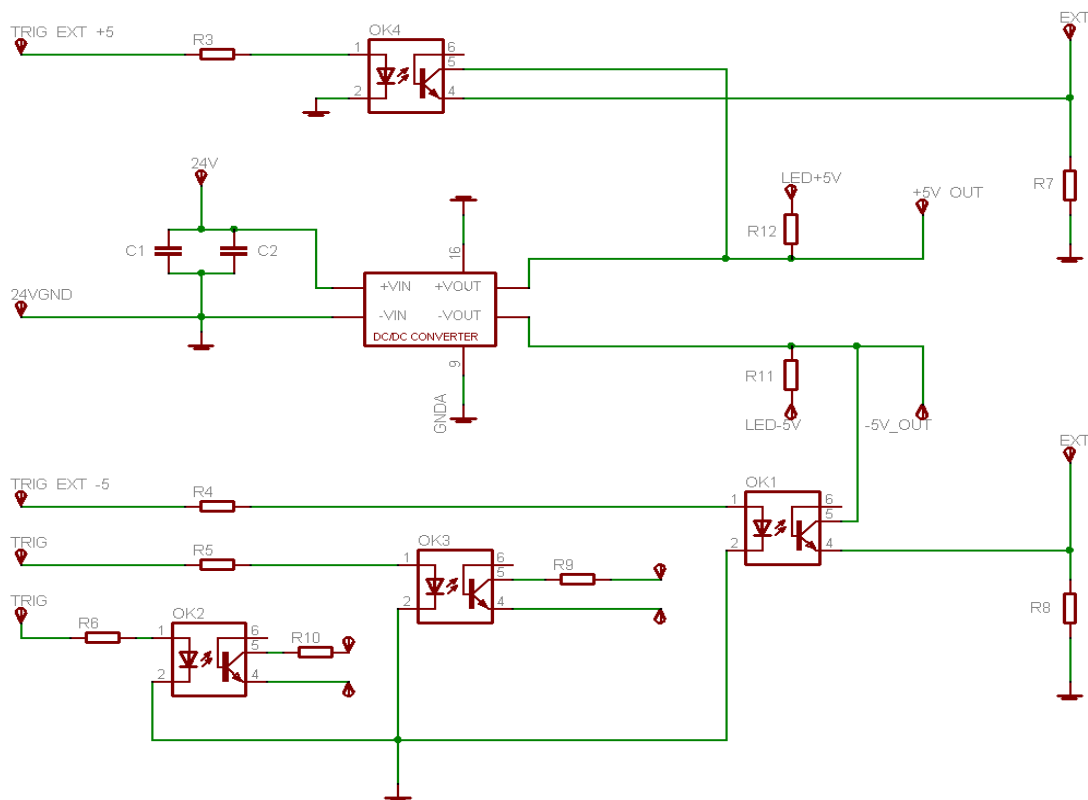 TRIG EXT +5
R3
OK4
1
2
6
5
4
EXT
R7
24V
C1
C2
24VGND
16
+VIN
-VIN
+VOUT
-VOUT
DC/DC CONVERTER
9
GNDA
LED+5V
R12
+5V OUT
R11
LED-5V
-5V_OUT
TRIG EXT -5
R4
OK1
1
2
6
5
4
EXT
R8
TRIG
R5
OK3
1
2
6
5
4
R9
TRIG
R6
OK2
1
2
6
5
4
R10